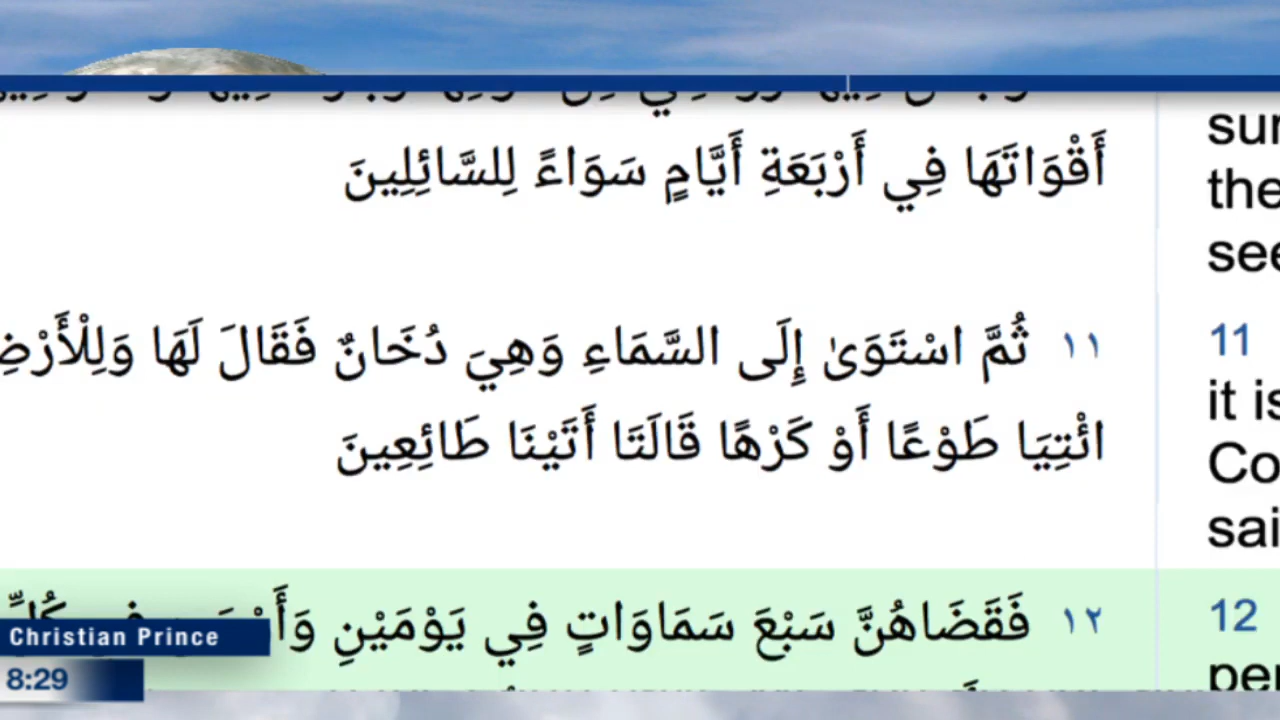 أَقْوَاتَهَا فِي أَرْبَعَةِ أَيَّامٍ سَوَاءً لِلسَّائِلِينَ
١١ ثُمَّ اسْتَوَىٰ إِلَى السَّمَاءِ وَهِيَ دُخَانٌ فَقَالَ لَهَا وَلِلْأَرْضِ
ائْتِيَا طَوْعًا أَوْ كَرْهًا قَالَتَا أَتَيْنَا طَائِعِينَ
١٢ فَقَضَاهُنَّ سَبْعَ سَمَاوَاتٍ فِي يَوْمَيْنِ
sur
the
see
11
it is
Co
sai
12
per
Christian Prince
8:29